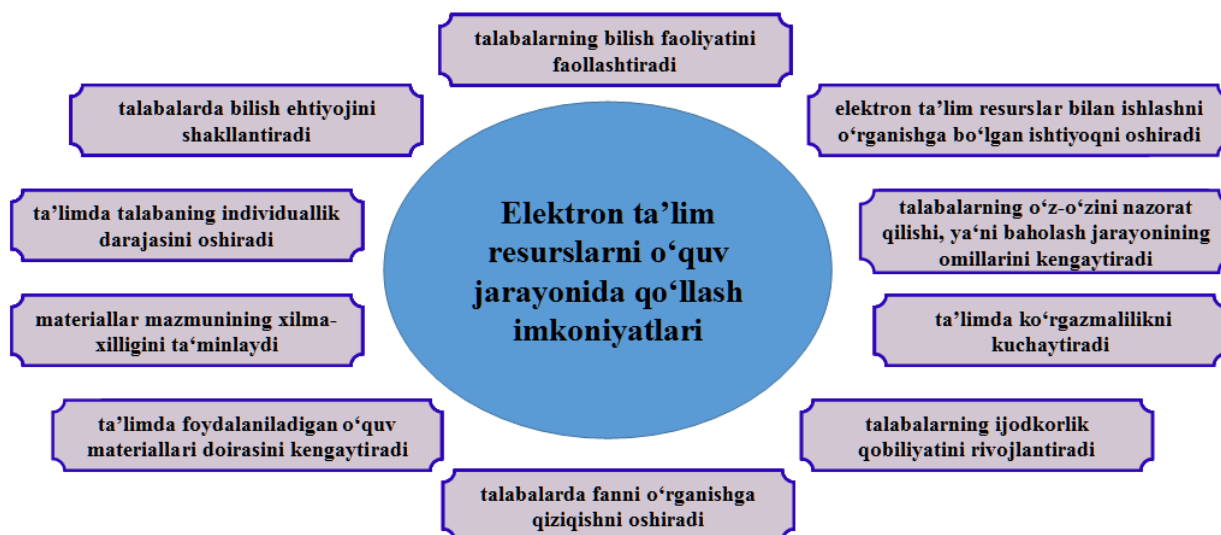 talabalarning bilish faoliyatini
faollashtiradi
talabalarda bilish ehtiyojini
shakllantiradi
elektron ta’lim resurslar bilan ishlashni
o‘rganishga bo‘lgan ishtiyoqni oshiradi
ta’limda talabaning individuallik
darajasini oshiradi
Elektron ta’lim
resurslarni o‘quv
jarayonida qo‘llash
imkoniyatlari
talabalarning o‘z-o‘zini nazorat
qilishi, ya‘ni baholash jarayonining
omillarini kengaytiradi
materiallar mazmunining xilma-
xilligini ta‘minlaydi
ta’limda ko‘rgazmalilikni
kuchaytiradi
ta’limda foydalaniladigan o‘quv
materiallari doirasini kengaytiradi
talabalarning ijodkorlik
qobiliyatini rivojlantiradi
talabalarda fanni o‘rganishga
qiziqishni oshiradi